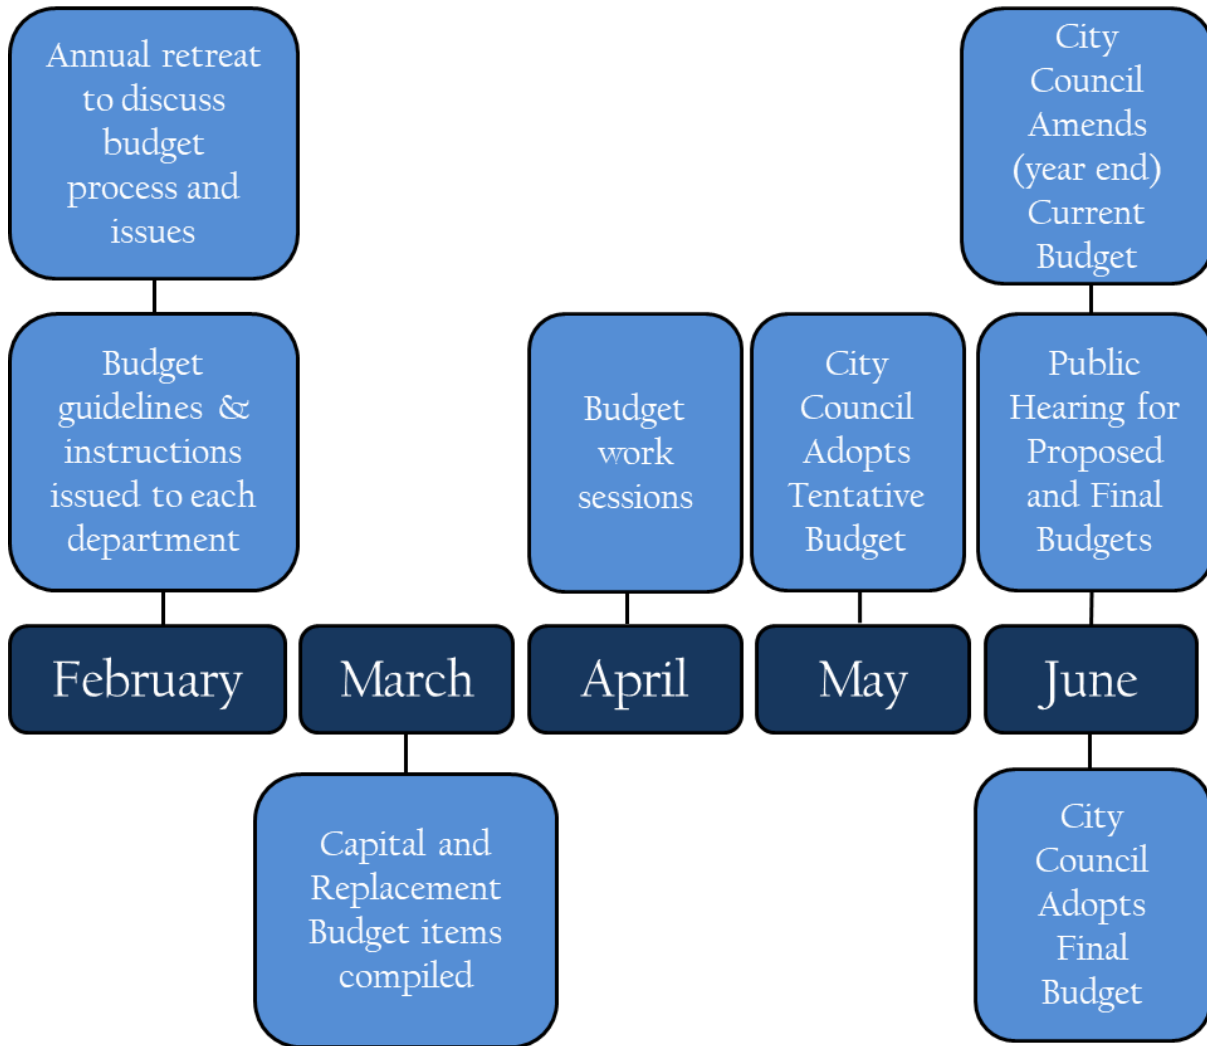 Annual retreat
to discuss
budget
process and
issues
City
Council
Amends
(year end)
Current
Budget
Budget
guidelines &
instructions
issued to each
department
Budget
work
sessions
City
Council
Adopts
Tentative
Budget
Public
Hearing for
Proposed
and Final
Budgets
February
March
April
May
June
Capital and
Replacement
Budget items
compiled
City
Council
Adopts
Final
Budget